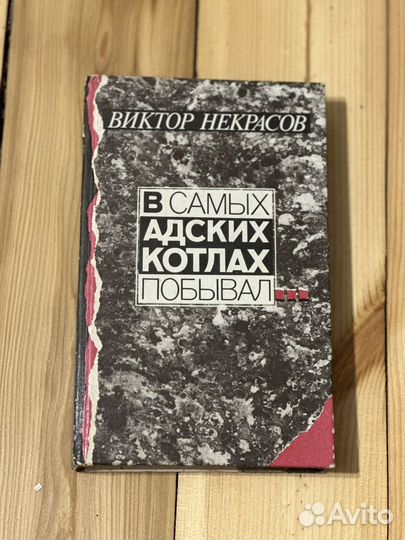 ВИКТОР НЕКРАСОВ
В САМЫХ
АДСКИХ
КОТЛАХ
ПОБЫВАЛ...
Avito